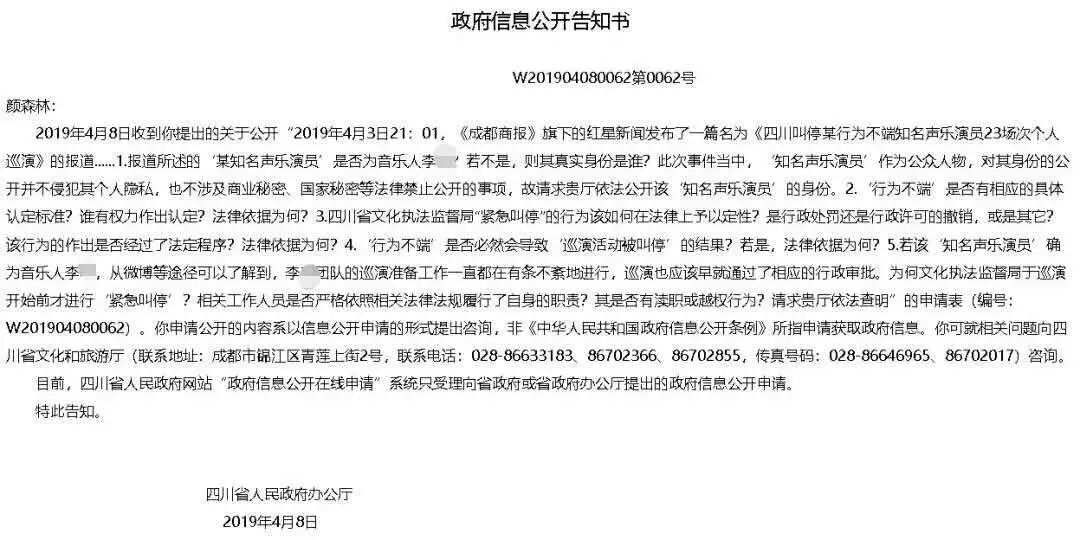 政府信息公开告知书
W201904080062第0062号
颜森林：
2019年4月8日收到你提出的关于公开“2019年4月3日21：01，《成都商报》旗下的红星新闻发布了一篇名为《四川叫停某行为不端知名声乐演员23场次个人
巡演》的报道......1.报道所述的‘某知名声乐演员’是否为音乐人李 ？若不是，则其真实身份是谁？此次事件当中，‘知名声乐演员’作为公众人物，对其身份的公
开并不侵犯其个人隐私，也不涉及商业秘密、国家秘密等法律禁止公开的事项，故请求贵厅依法公开该‘知名声乐演员’的身份。2.‘行为不端’是否有相应的具体
认定标准？谁有权力作出认定？法律依据为何？3.四川省文化执法监督局“紧急叫停”的行为该如何在法律上予以定性？是行政处罚还是行政许可的撤销，或是其它？
该行为的作出是否经过了法定程序？法律依据为何？4.‘行为不端’是否必然会导致‘巡演活动被叫停’的结果？若是，法律依据为何？5.若该‘知名声乐演员’确
为音乐人李 ，从微博等途径可以了解到，李 团队的巡演准备工作一直都在有条不紊地进行，巡演也应该早就通过了相应的行政审批。为何文化执法监督局于巡演
开始前才进行‘紧急叫停’？相关工作人员是否严格依照相关法律法规履行了自身的职责？其是否有渎职或越权行为？请求贵厅依法查明”的申请表（编号：
W201904080062）。你申请公开的内容系以信息公开申请的形式提出咨询，非《中华人民共和国政府信息公开条例》所指申请获取政府信息。你可就相关问题向四
川省文化和旅游厅（联系地址：成都市锦江区青莲上街2号，联系电话：028-86633183、86702366、86702855，传真号码：028-86646965、86702017）咨询。
目前，四川省人民政府网站“政府信息公开在线申请”系统只受理向省政府或省政府办公厅提出的政府信息公开申请。
特此告知。
四川省人民政府办公厅
2019年4月8日